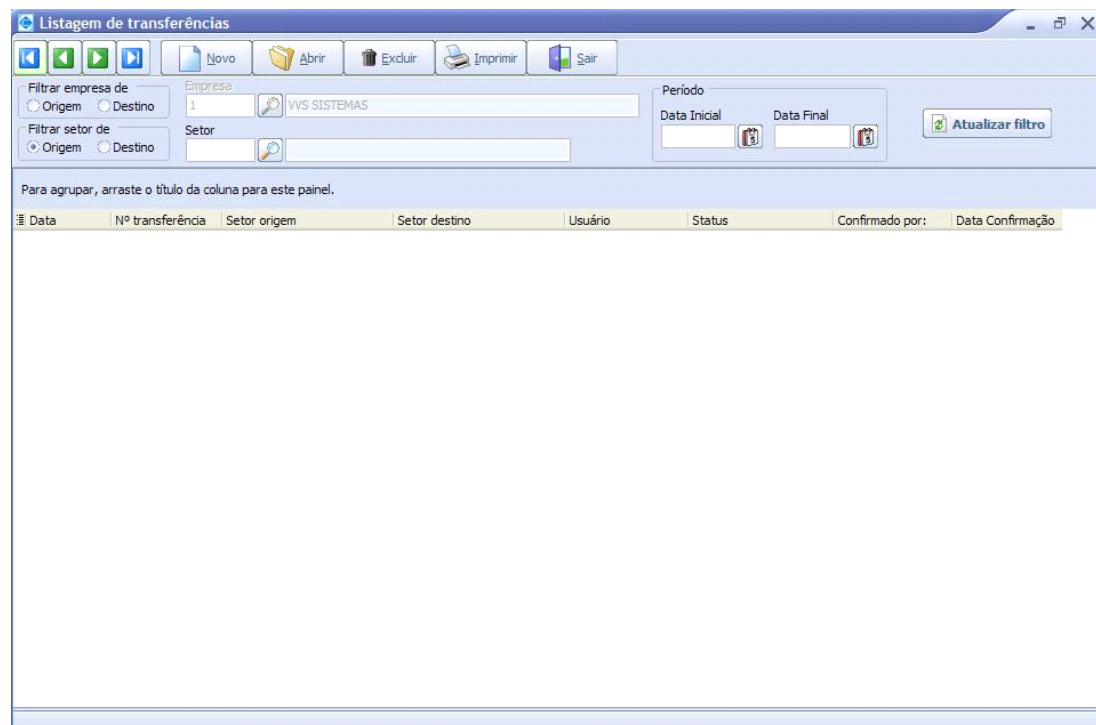 Listagem de transferências
Novo Abrir Excluir Imprimir Sair
Filtrar empresa de
Origem Destino
Empresa
1 VVS SISTEMAS
Filtrar setor de
Origem Destino
Setor
Período
Data Inicial Data Final
Atualizar filtro
Para agrupar, arraste o título da coluna para este painel.
Data Nº transferência Setor origem Setor destino Usuário Status Confirmado por: Data Confirmação